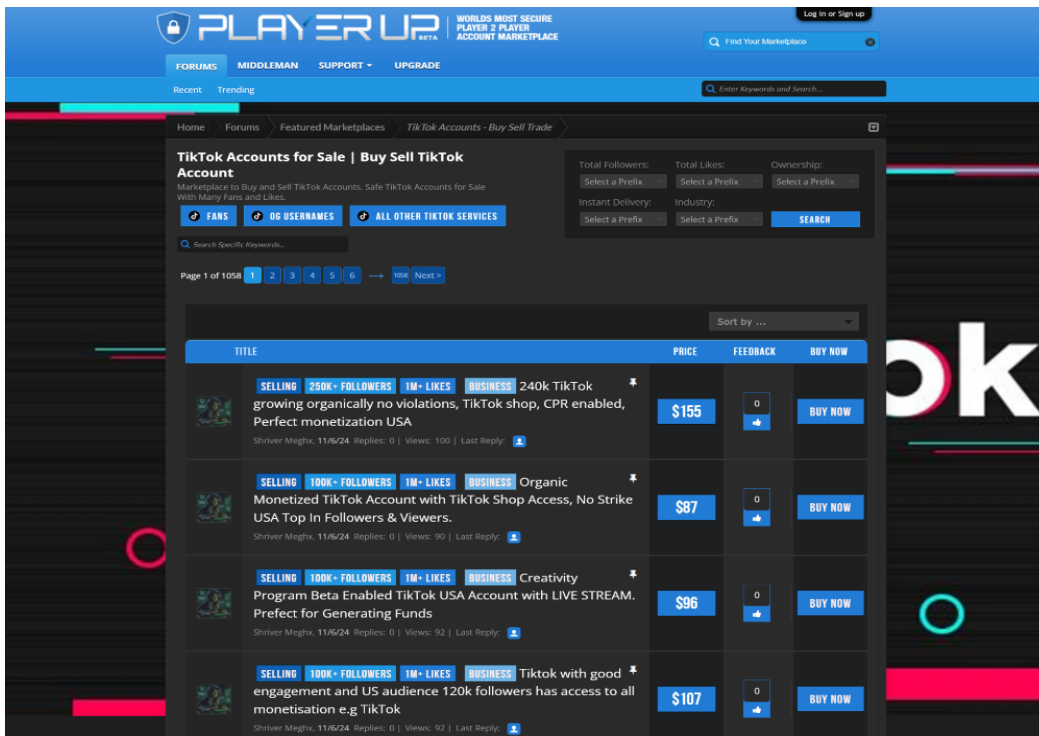 PLAYERUP
BETA
WORLDS MOST SECURE
PLAYER 2 PLAYER
ACCOUNT MARKETPLACE
Log in or Sign up
Find Your Marketplace
FORUMS MIDDLEMAN SUPPORT UPGRADE
Recent Trending
Enter Keywords and Search...
Home Forums Featured Marketplaces TikTok Accounts - Buy Sell Trade
TikTok Accounts for Sale | Buy Sell TikTok
Account
Marketplace to Buy and Sell TikTok Accounts. Safe TikTok Accounts for Sale
With Many Fans and Likes.
FANS OG USERNAMES ALL OTHER TIKTOK SERVICES
Search Specific Keywords...
Total Followers: Total Likes: Ownership:
Select a Prefix Select a Prefix Select a Prefix
Instant Delivery: Industry:
Select a Prefix Select a Prefix SEARCH
Page 1 of 1058 1 2 3 4 5 6 → 1058 Next >
Sort by ...
TITLE PRICE FEEDBACK BUY NOW
SELLING 250K+ FOLLOWERS 1M+ LIKES BUSINESS 240k TikTok
growing organically no violations, TikTok shop, CPR enabled,
Perfect monetization USA
Shriver Meghx, 11/6/24 Replies: 0 | Views: 100 | Last Reply:
$155 0 BUY NOW
SELLING 100K+ FOLLOWERS 1M+ LIKES BUSINESS Organic
Monetized TikTok Account with TikTok Shop Access, No Strike
USA Top In Followers & Viewers.
Shriver Meghx, 11/6/24 Replies: 0 | Views: 90 | Last Reply:
$87 0 BUY NOW
SELLING 100K+ FOLLOWERS 1M+ LIKES BUSINESS Creativity
Program Beta Enabled TikTok USA Account with LIVE STREAM.
Prefect for Generating Funds
Shriver Meghx, 11/6/24 Replies: 0 | Views: 92 | Last Reply:
$96 0 BUY NOW
SELLING 100K+ FOLLOWERS 1M+ LIKES BUSINESS Tiktok with good
engagement and US audience 120k followers has access to all
monetisation e.g TikTok
Shriver Meghx, 11/6/24 Replies: 0 | Views: 92 | Last Reply:
$107 0 BUY NOW
ok